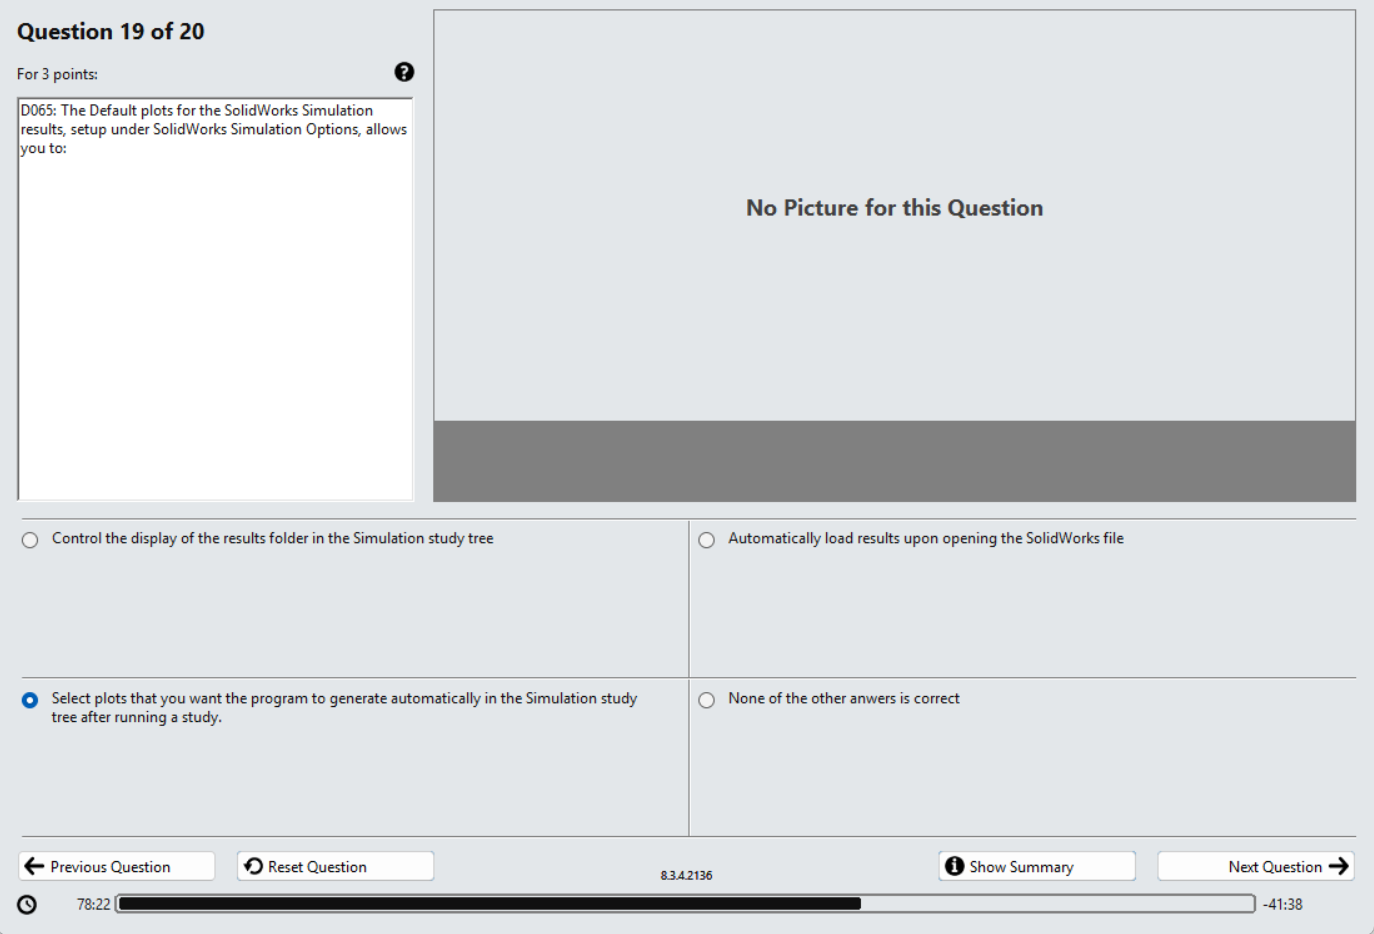 Question 19 of 20
For 3 points:
?
D065: The Default plots for the SolidWorks Simulation
results, setup under SolidWorks Simulation Options, allows
you to:
No Picture for this Question
Control the display of the results folder in the Simulation study tree
Automatically load results upon opening the SolidWorks file
Select plots that you want the program to generate automatically in the Simulation study
tree after running a study.
None of the other anwers is correct
Previous Question
Reset Question
8.3.4.2136
Show Summary
Next Question
78:22
-41:38